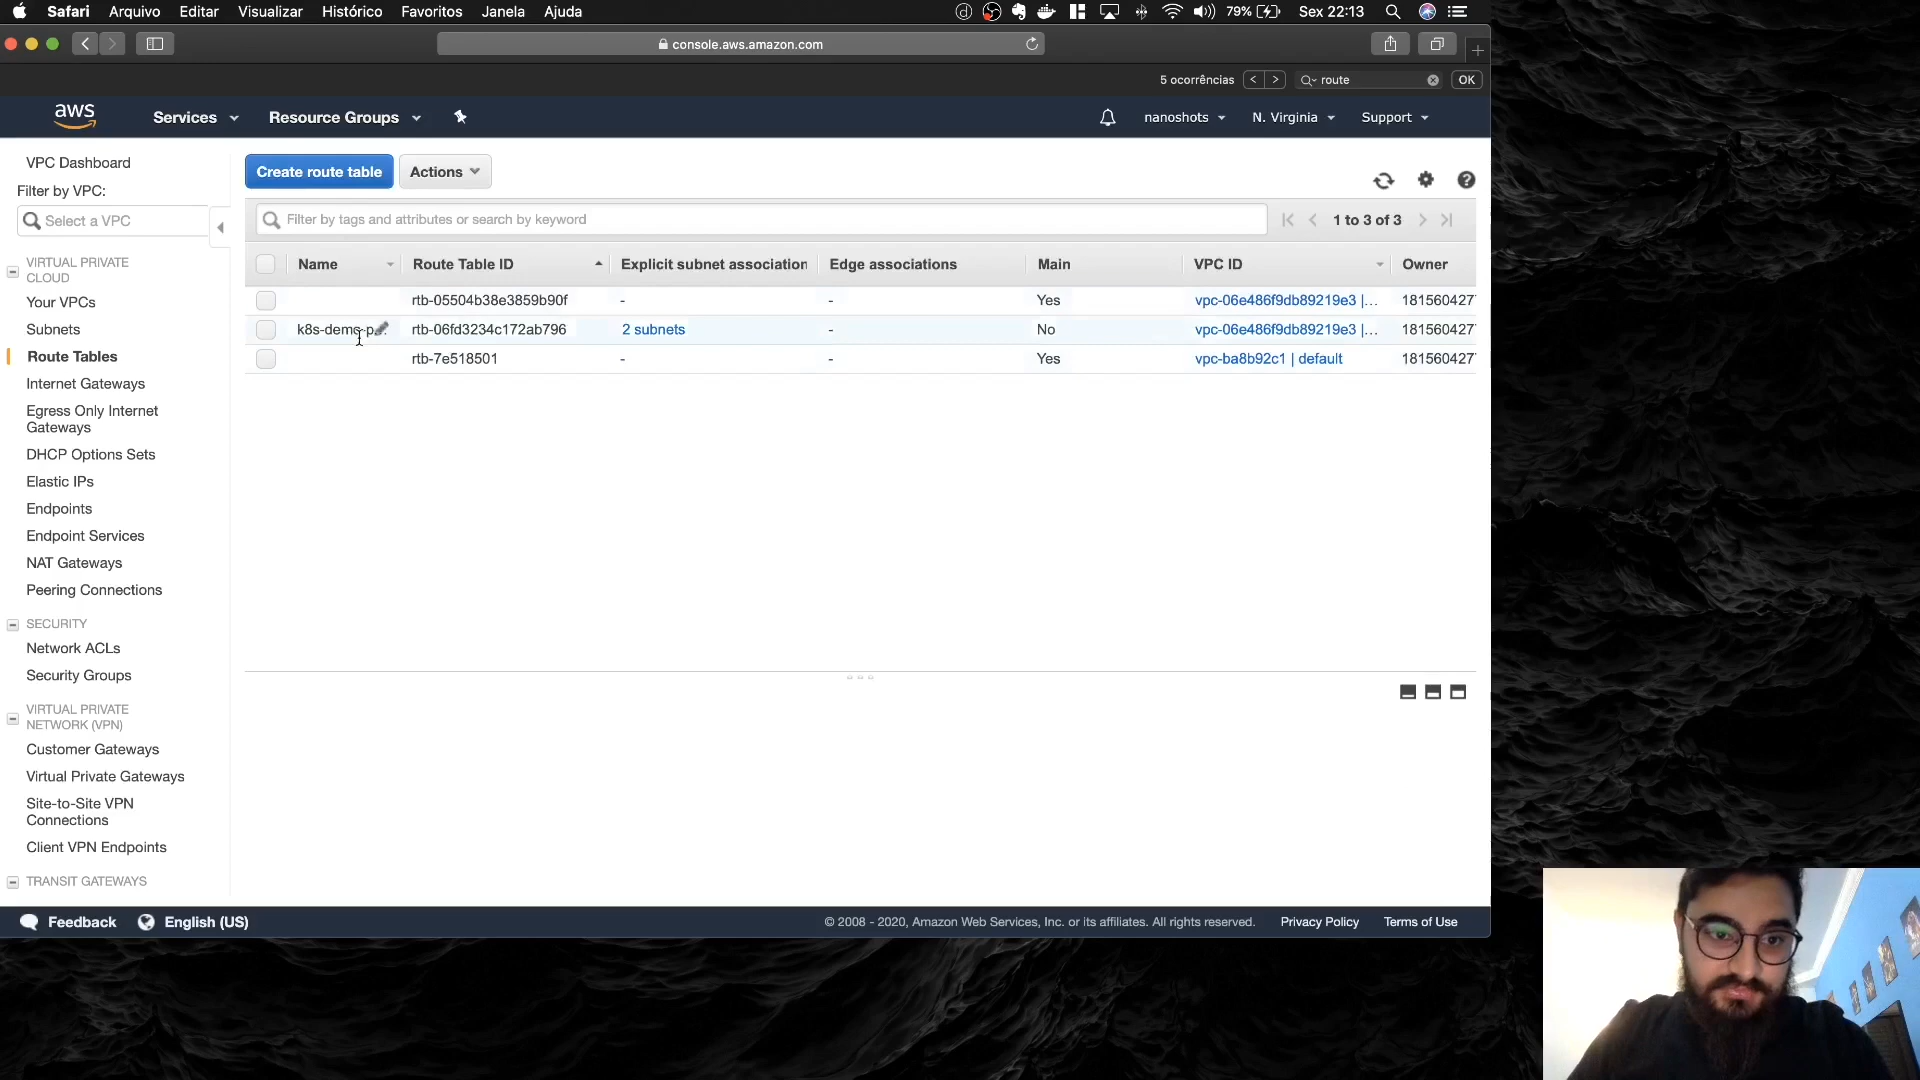 Safari Arquivo Editar Visualizar Histórico Favoritos Janela Ajuda 79% Sex 22:13
console.aws.amazon.com
5 ocorrências < > route OK
aws Services Resource Groups nanoshots N. Virginia Support
VPC Dashboard
Filter by VPC:
Select a VPC
VIRTUAL PRIVATE
CLOUD
Your VPCs
Subnets
Route Tables
Internet Gateways
Egress Only Internet
Gateways
DHCP Options Sets
Elastic IPs
Endpoints
Endpoint Services
NAT Gateways
Peering Connections
SECURITY
Network ACLs
Security Groups
VIRTUAL PRIVATE
NETWORK (VPN)
Customer Gateways
Virtual Private Gateways
Site-to-Site VPN
Connections
Client VPN Endpoints
TRANSIT GATEWAYS
Create route table Actions
Filter by tags and attributes or search by keyword 1 to 3 of 3
Name Route Table ID Explicit subnet association Edge associations Main VPC ID Owner
rtb-05504b38e3859b90f - - Yes vpc-06e486f9db89219e3 |... 181560427
k8s-demo-p... rtb-06fd3234c172ab796 2 subnets - No vpc-06e486f9db89219e3 |... 181560427
rtb-7e518501 - - Yes vpc-ba8b92c1 | default 181560427
Feedback English (US) © 2008 - 2020, Amazon Web Services, Inc. or its affiliates. All rights reserved. Privacy Policy Terms of Use